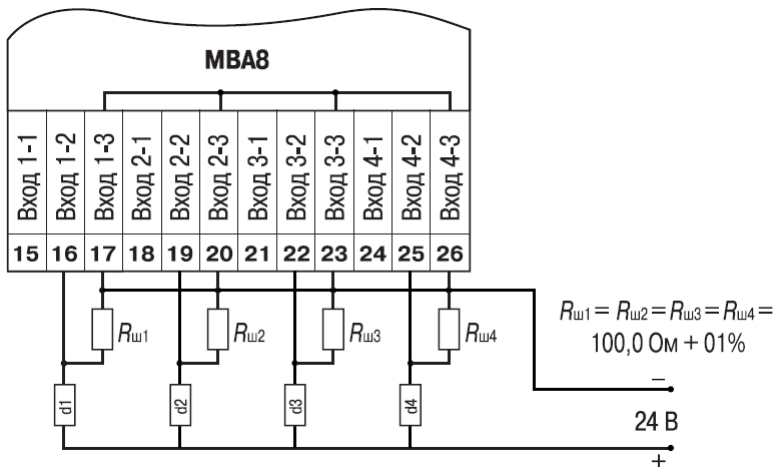 МВА8
Вход 1-1 Вход 1-2 Вход 1-3 Вход 2-1 Вход 2-2 Вход 2-3 Вход 3-1 Вход 3-2 Вход 3-3 Вход 4-1 Вход 4-2 Вход 4-3
15 16 17 18 19 20 21 22 23 24 25 26
Rш1 Rш2 Rш3 Rш4
Rш1 = Rш2 = Rш3 = Rш4 =
100,0 Ом + 01%
–
d1 d2 d3 d4
24 В
+